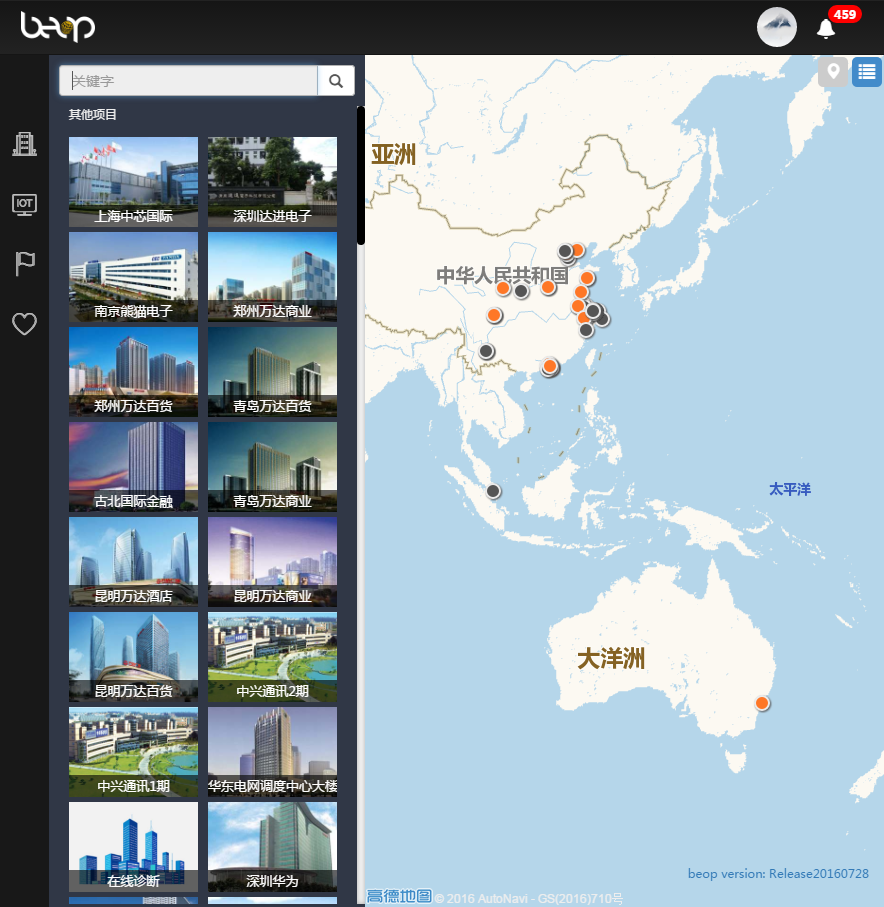 beop
459
关键字
其他项目
IOT
上海中芯国际
深圳达进电子
南京熊猫电子
郑州万达商业
郑州万达百货
青岛万达百货
古北国际金融
青岛万达商业
昆明万达酒店
昆明万达商业
昆明万达百货
中兴通讯2期
中兴通讯1期
华东电网调度中心大楼
在线诊断
深圳华为
亚洲
中华人民共和国
太平洋
大洋洲
beop version: Release20160728
高德地图 © 2016 AutoNavi - GS(2016)710号